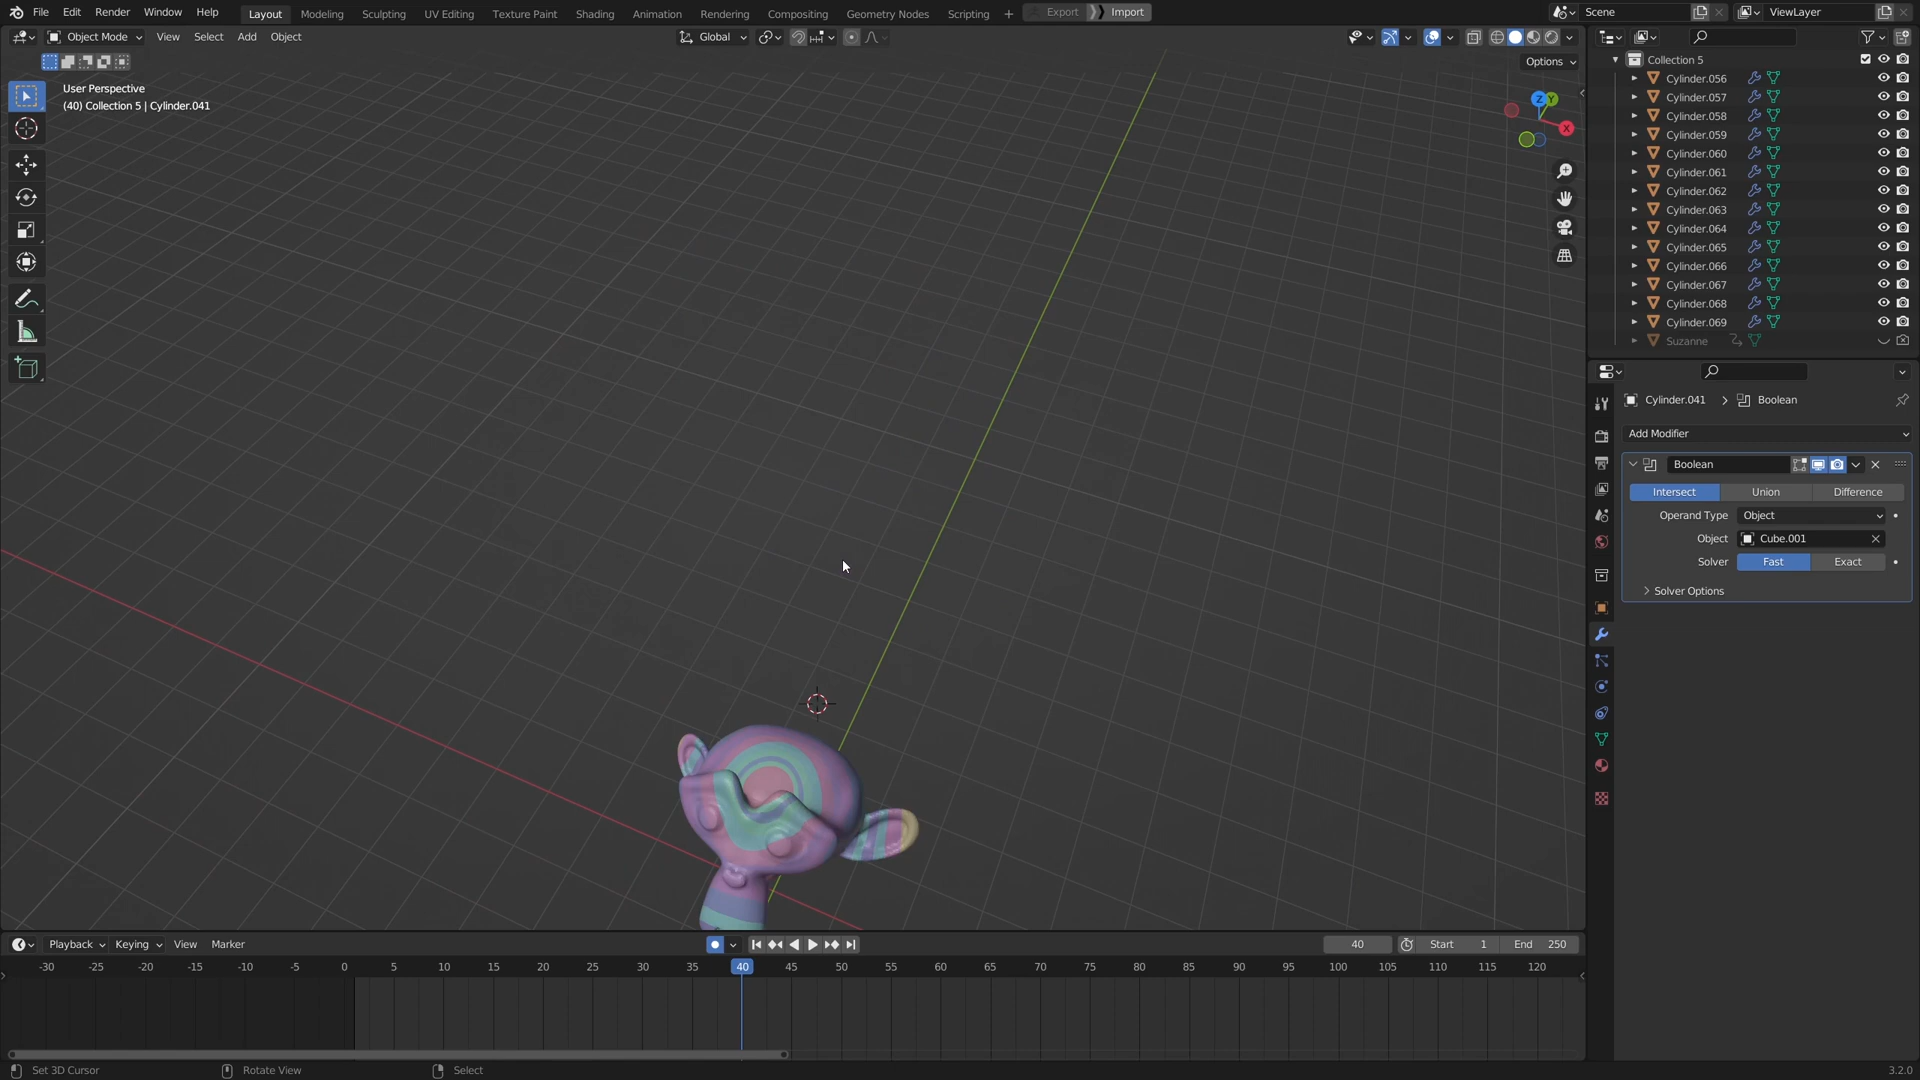 File Edit Render Window Help Layout Modeling Sculpting UV Editing Texture Paint Shading Animation Rendering Compositing Geometry Nodes Scripting + Export Import Scene ViewLayer
Object Mode View Select Add Object Global
Options
User Perspective
(40) Collection 5 | Cylinder.041
Z Y
X
Collection 5
Cylinder.056
Cylinder.057
Cylinder.058
Cylinder.059
Cylinder.060
Cylinder.061
Cylinder.062
Cylinder.063
Cylinder.064
Cylinder.065
Cylinder.066
Cylinder.067
Cylinder.068
Cylinder.069
Suzanne
Cylinder.041 > Boolean
Add Modifier
Boolean
Intersect Union Difference
Operand Type Object
Object Cube.001
Solver Fast Exact
Solver Options
Playback Keying View Marker 40 Start 1 End 250
-30 -25 -20 -15 -10 -5 0 5 10 15 20 25 30 35 40 45 50 55 60 65 70 75 80 85 90 95 100 105 110 115 120
Set 3D Cursor Rotate View Select 3.2.0